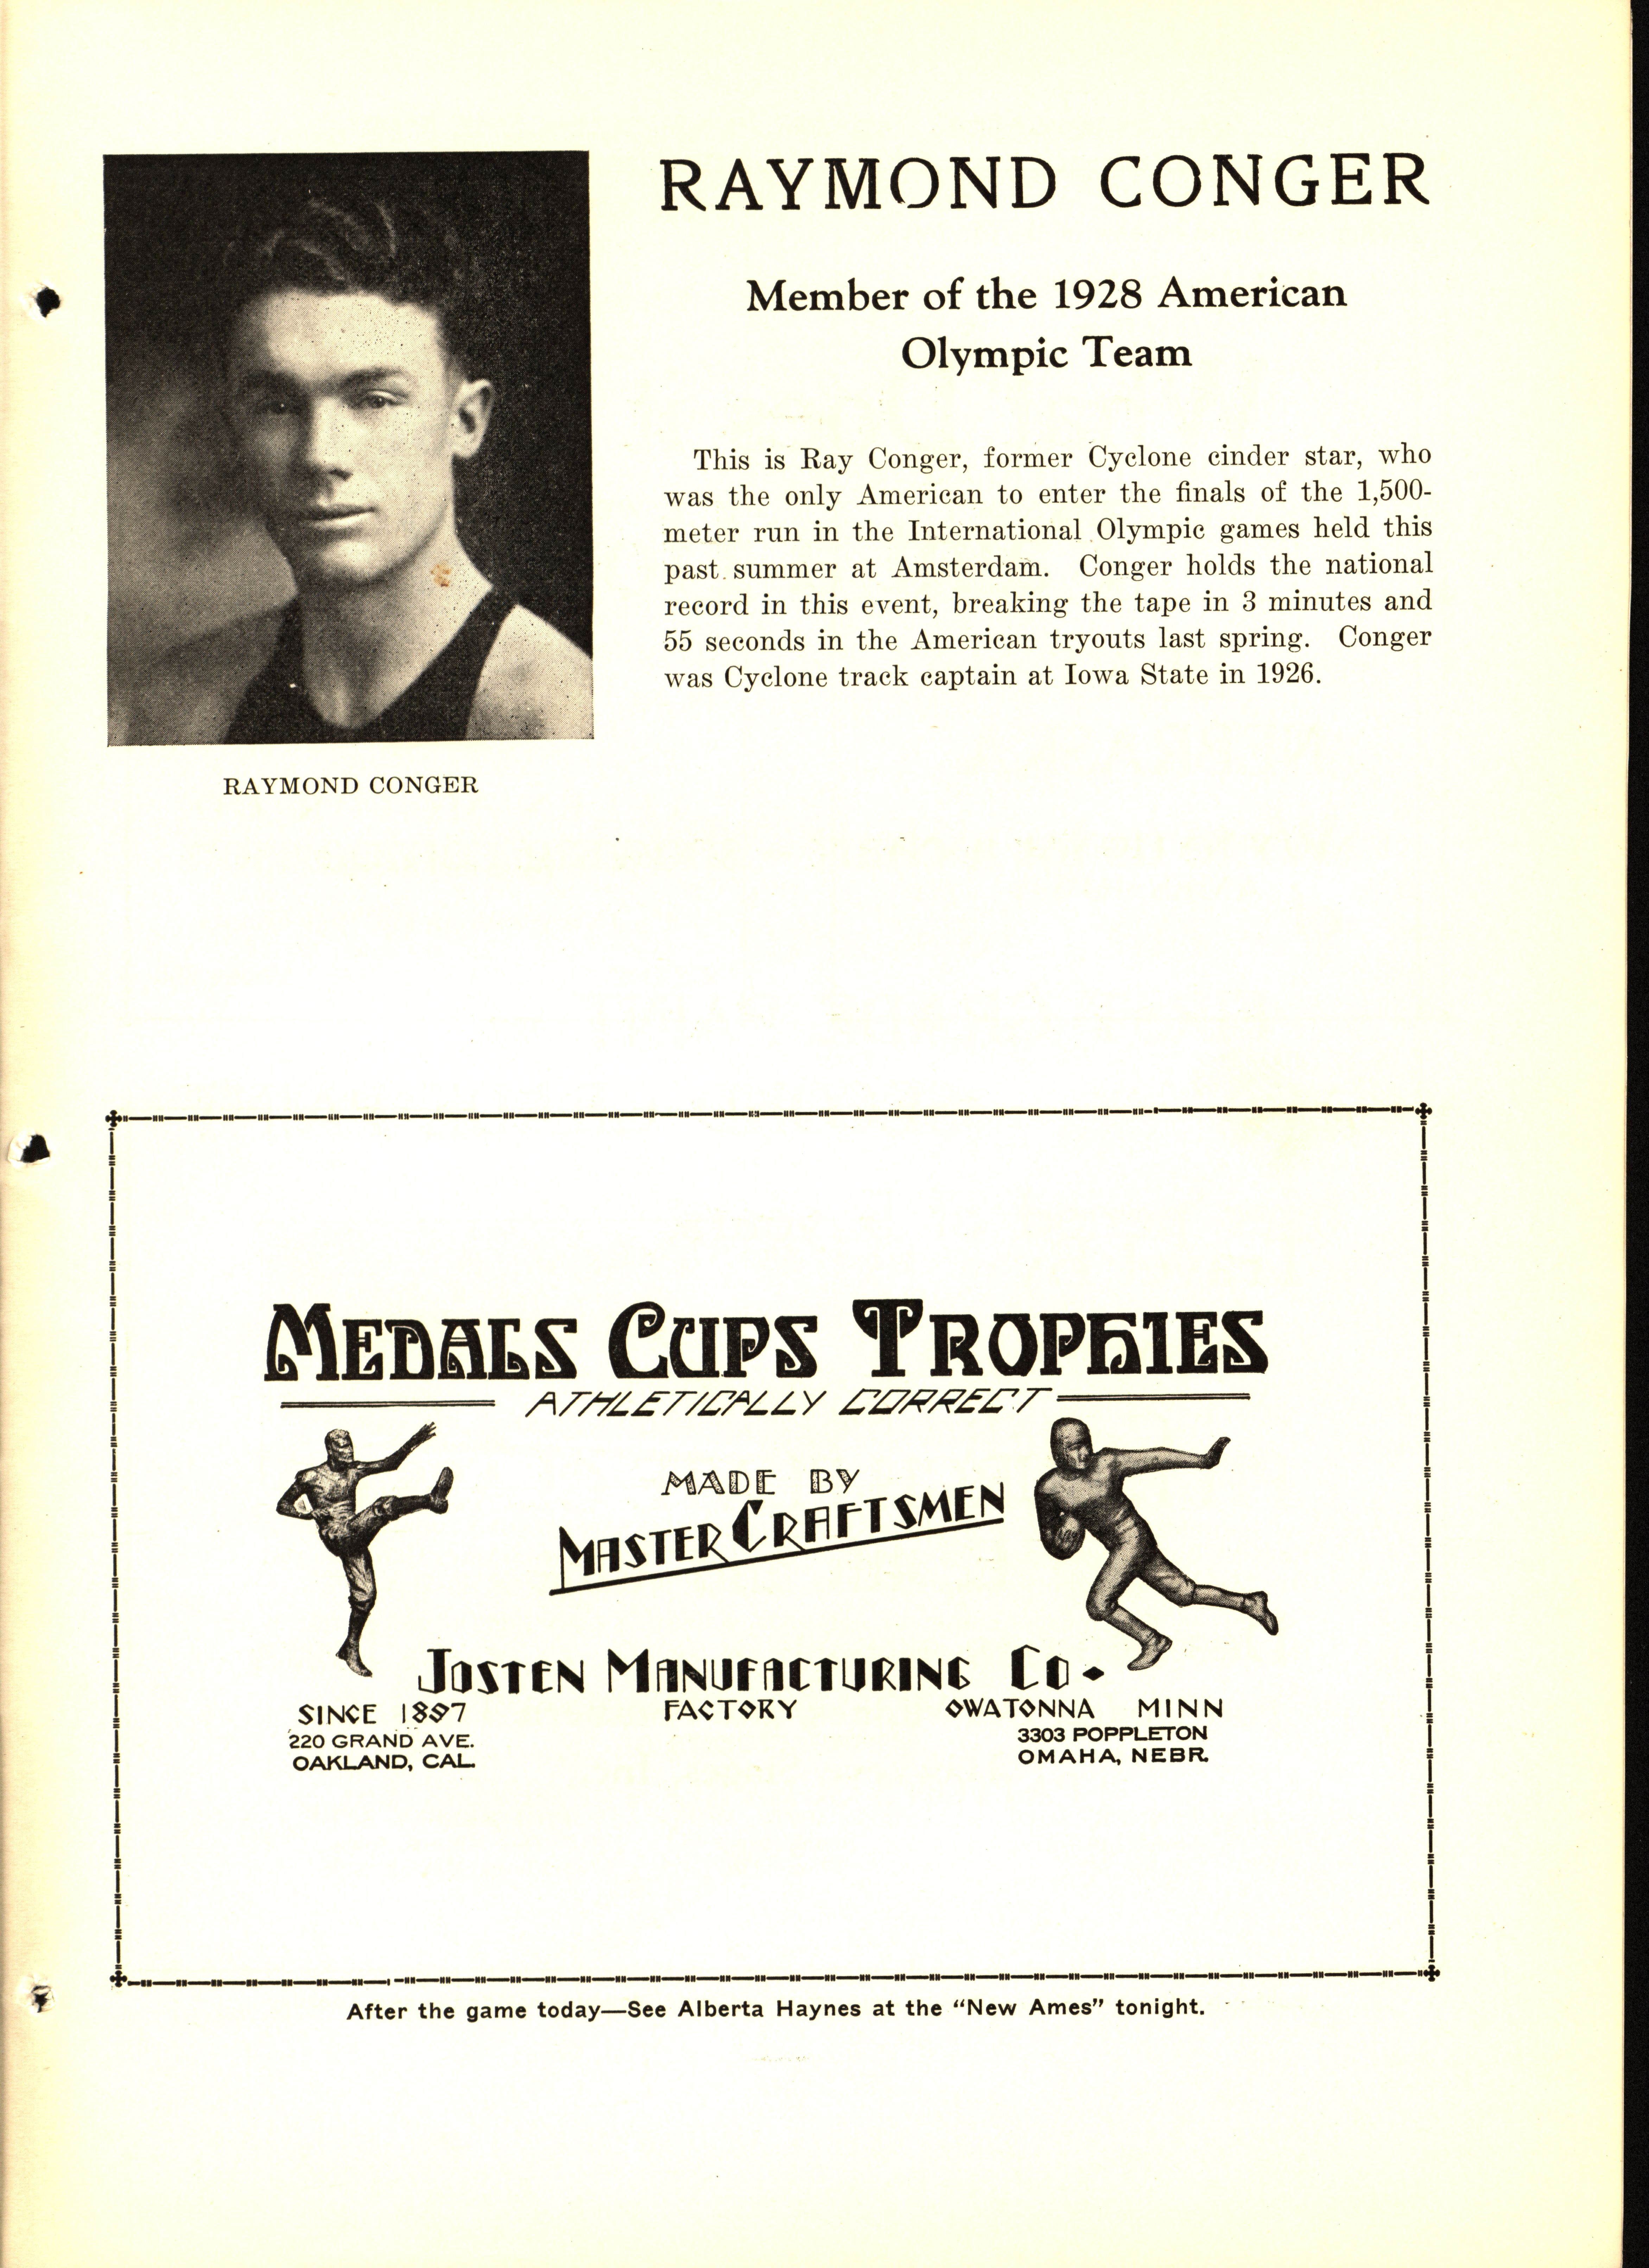 RAYMOND CONGER
Member of the 1928 American
Olympic Team
This is Ray Conger, former Cyclone cinder star, who
was the only American to enter the finals of the 1,500-
meter run in the International Olympic games held this
past summer at Amsterdam. Conger holds the national
record in this event, breaking the tape in 3 minutes and
55 seconds in the American tryouts last spring. Conger
was Cyclone track captain at Iowa State in 1926.
RAYMOND CONGER
MEDALS CUPS TROPHIES
ATHLETICALLY CORRECT
MADE BY
MASTER CRAFTSMEN
JOSTEN MANUFACTURING CO.
SINCE 1897 FACTORY OWATONNA MINN
220 GRAND AVE.
OAKLAND, CAL.
3303 POPPLETON
OMAHA, NEBR.
After the game today—See Alberta Haynes at the "New Ames" tonight.